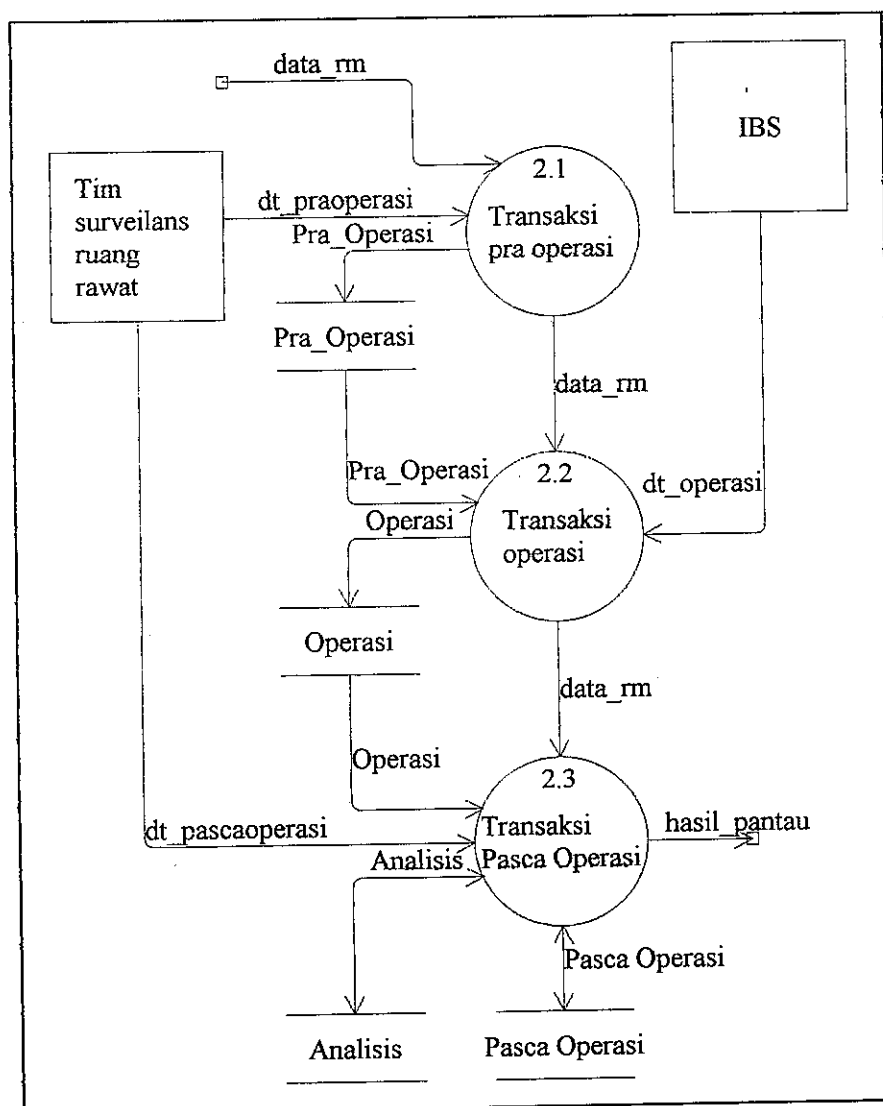 data_rm
IBS
2.1
Transaksi
pra operasi
Tim
surveilans
ruang
rawat
dt_praoperasi
Pra_Operasi
Pra_Operasi
data_rm
Pra_Operasi
2.2
Transaksi
operasi
dt_operasi
Operasi
Operasi
data_rm
Operasi
2.3
Transaksi
Pasca Operasi
hasil_pantau
dt_pascaoperasi
Analisis
Pasca Operasi
Analisis
Pasca Operasi